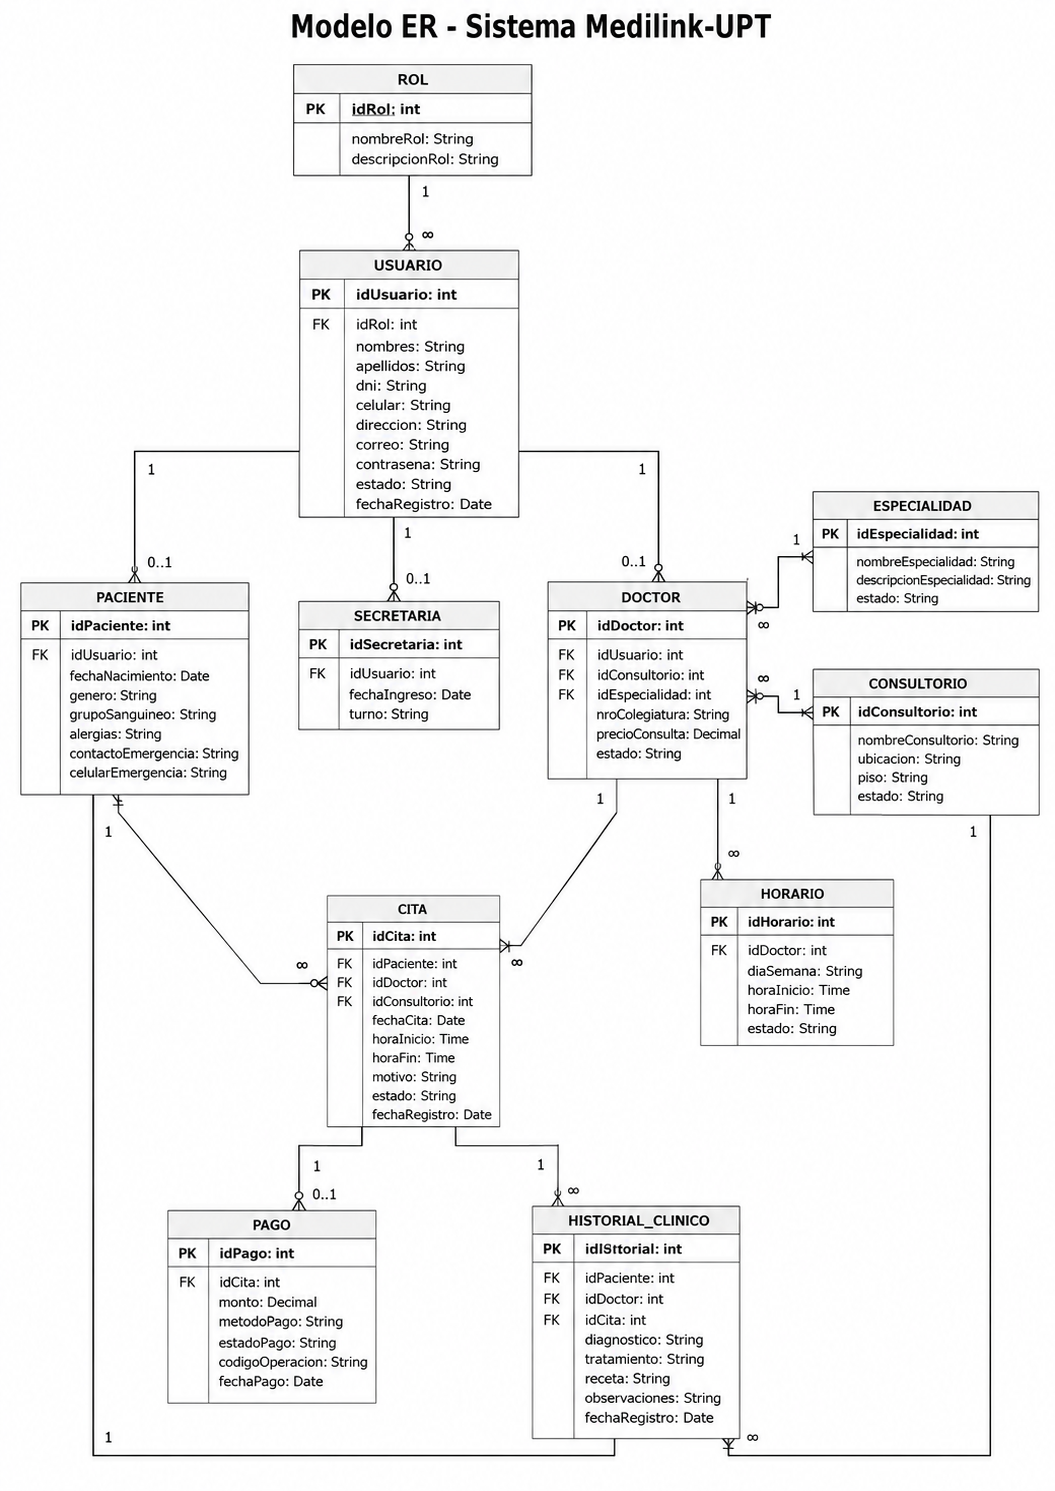 Modelo ER - Sistema Medilink-UPT
ROL
PK idRol: int
nombreRol: String
descripcionRol: String
1
∞
USUARIO
PK idUsuario: int
FK idRol: int
nombres: String
apellidos: String
dni: String
celular: String
direccion: String
correo: String
contrasena: String
estado: String
fechaRegistro: Date
1
1
1
0..1
0..1
0..1
ESPECIALIDAD
PK idEspecialidad: int
nombreEspecialidad: String
descripcionEspecialidad: String
estado: String
1
∞
PACIENTE
PK idPaciente: int
FK idUsuario: int
fechaNacimiento: Date
genero: String
grupoSanguineo: String
alergias: String
contactoEmergencia: String
celularEmergencia: String
SECRETARIA
PK idSecretaria: int
FK idUsuario: int
fechaIngreso: Date
turno: String
DOCTOR
PK idDoctor: int
FK idUsuario: int
FK idConsultorio: int
FK idEspecialidad: int
nroColegiatura: String
precioConsulta: Decimal
estado: String
∞
1
CONSULTORIO
PK idConsultorio: int
nombreConsultorio: String
ubicacion: String
piso: String
estado: String
1
1
1
1
∞
HORARIO
PK idHorario: int
FK idDoctor: int
diaSemana: String
horaInicio: Time
horaFin: Time
estado: String
CITA
PK idCita: int
FK idPaciente: int
FK idDoctor: int
FK idConsultorio: int
fechaCita: Date
horaInicio: Time
horaFin: Time
motivo: String
estado: String
fechaRegistro: Date
∞
∞
1
0..1
1
∞
PAGO
PK idPago: int
FK idCita: int
monto: Decimal
metodoPago: String
estadoPago: String
codigoOperacion: String
fechaPago: Date
HISTORIAL_CLINICO
PK : int
FK idPaciente: int
FK idDoctor: int
FK idCita: int
diagnostico: String
tratamiento: String
receta: String
observaciones: String
fechaRegistro: Date
1
∞